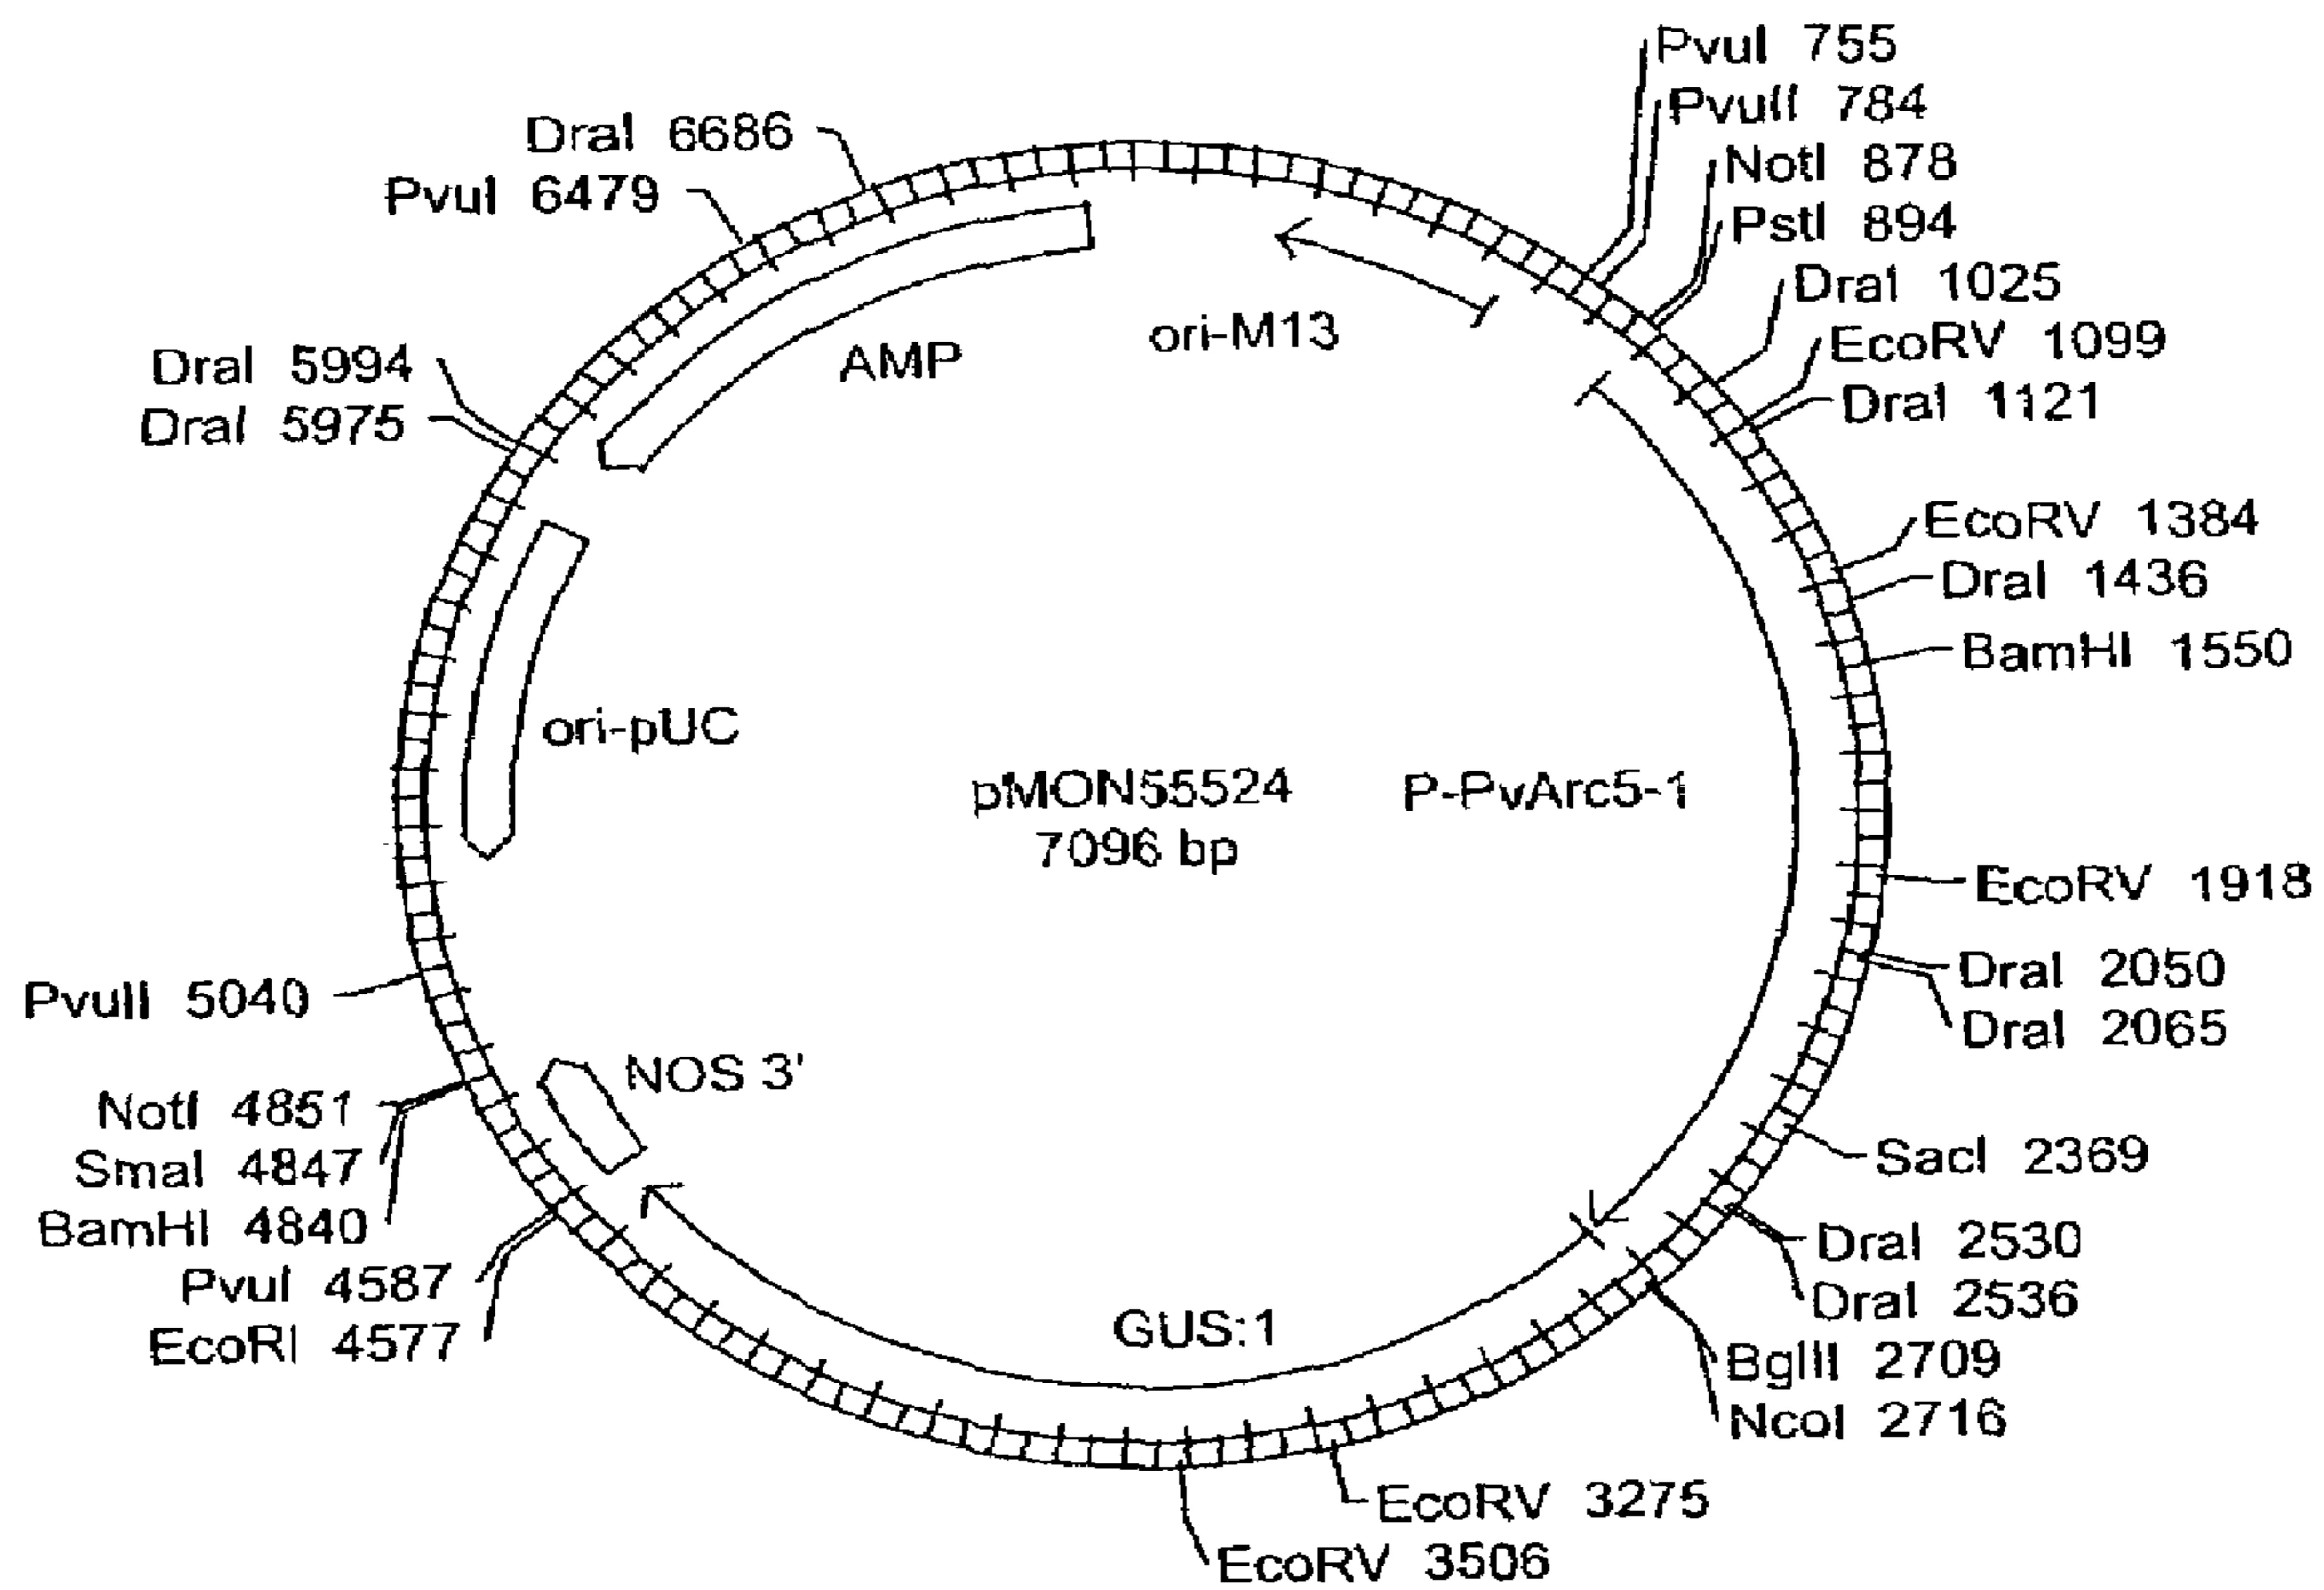 PvuI 755
PvuII 784
NotI 878
PstI 894
DraI 1025
EcoRV 1099
DraI 1121
EcoRV 1384
DraI 1436
BamHI 1550
EcoRV 1918
DraI 2050
DraI 2065
SacI 2369
DraI 2530
DraI 2536
BglII 2709
NcoI 2716
EcoRV 3275
EcoRV 3506
EcoRI 4577
PvuI 4587
BamHI 4840
SmaI 4847
NotI 4851
PvuII 5040
DraI 5975
DraI 5994
PvuI 6479
DraI 6686
AMP
ori-M13
ori-pUC
pMON55524
7096 bp
P-PvArc5-1
NOS 3'
GUS:1